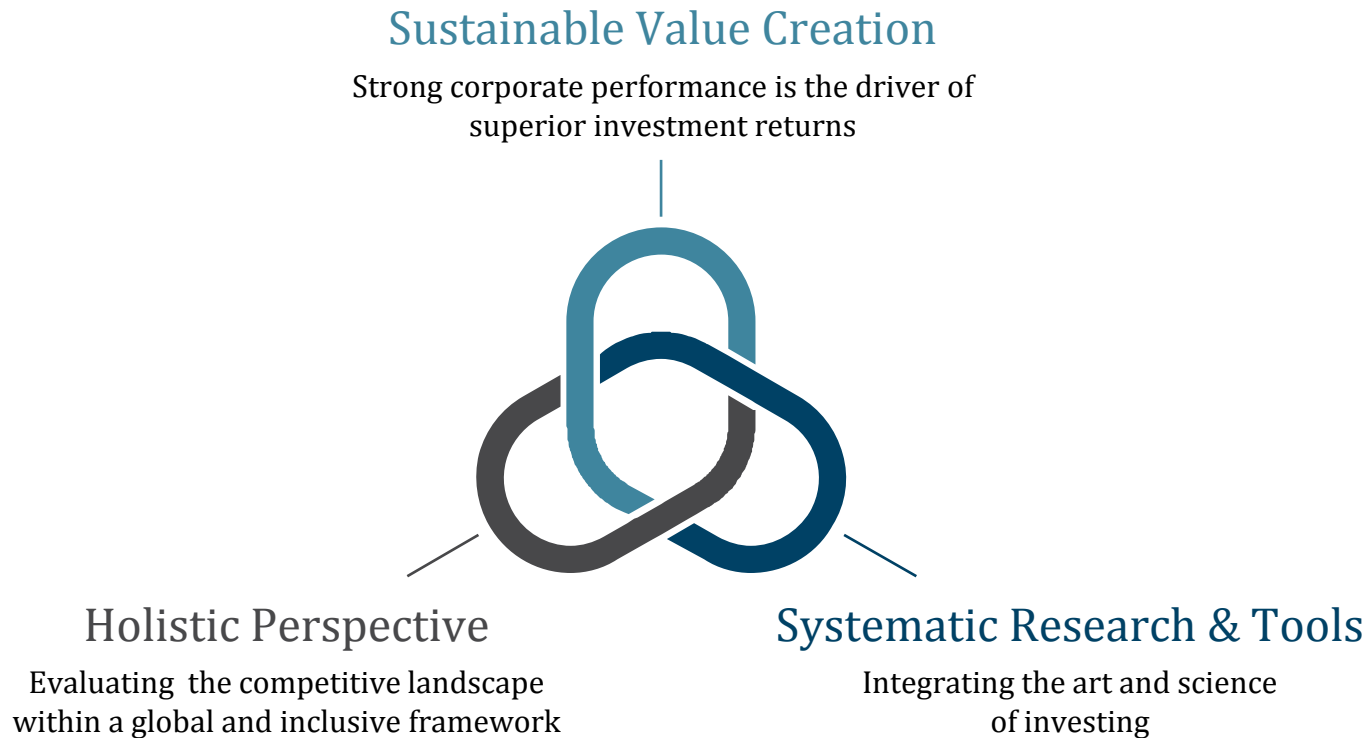 Sustainable Value Creation
Strong corporate performance is the driver of
superior investment returns
Holistic Perspective
Evaluating  the competitive landscape
within a global and inclusive framework
Systematic Research & Tools
Integrating the art and science
of investing